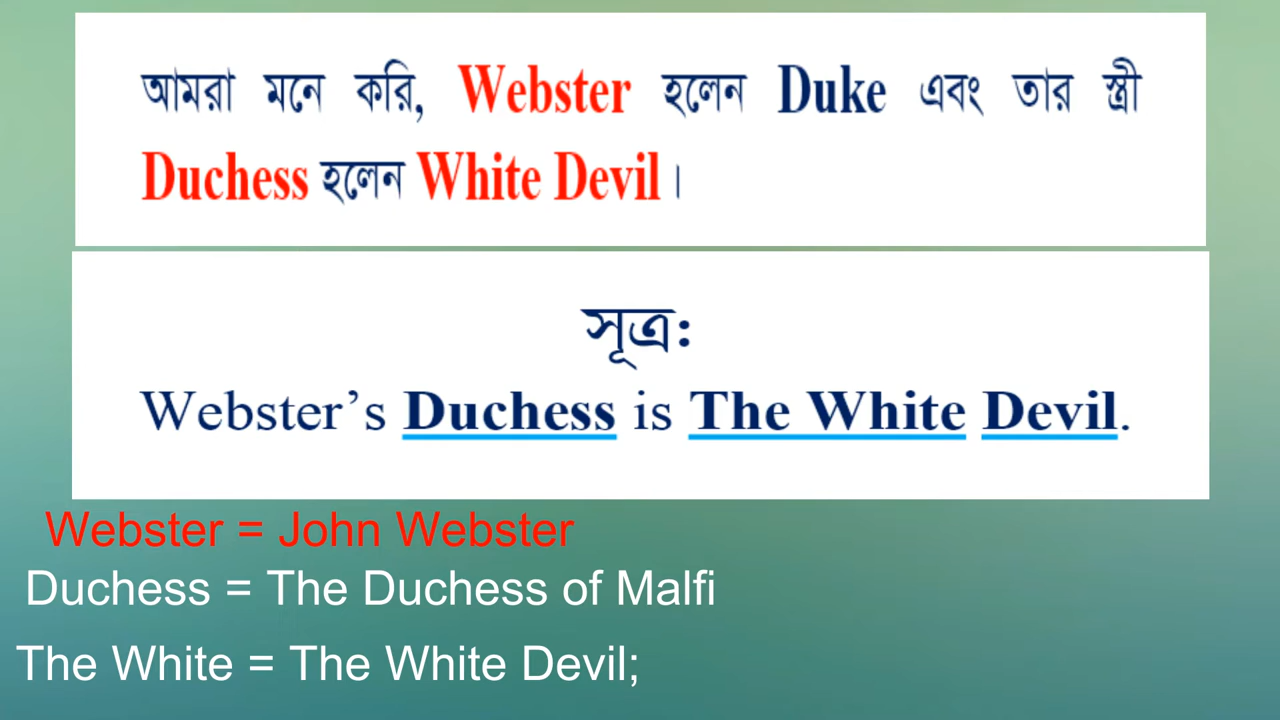 আমরা মনে করি, Webster হলেন Duke এবং তার স্ত্রী
Duchess হলেন White Devil।
সূত্র:
Webster’s Duchess is The White Devil.
Webster = John Webster
Duchess = The Duchess of Malfi
The White = The White Devil;